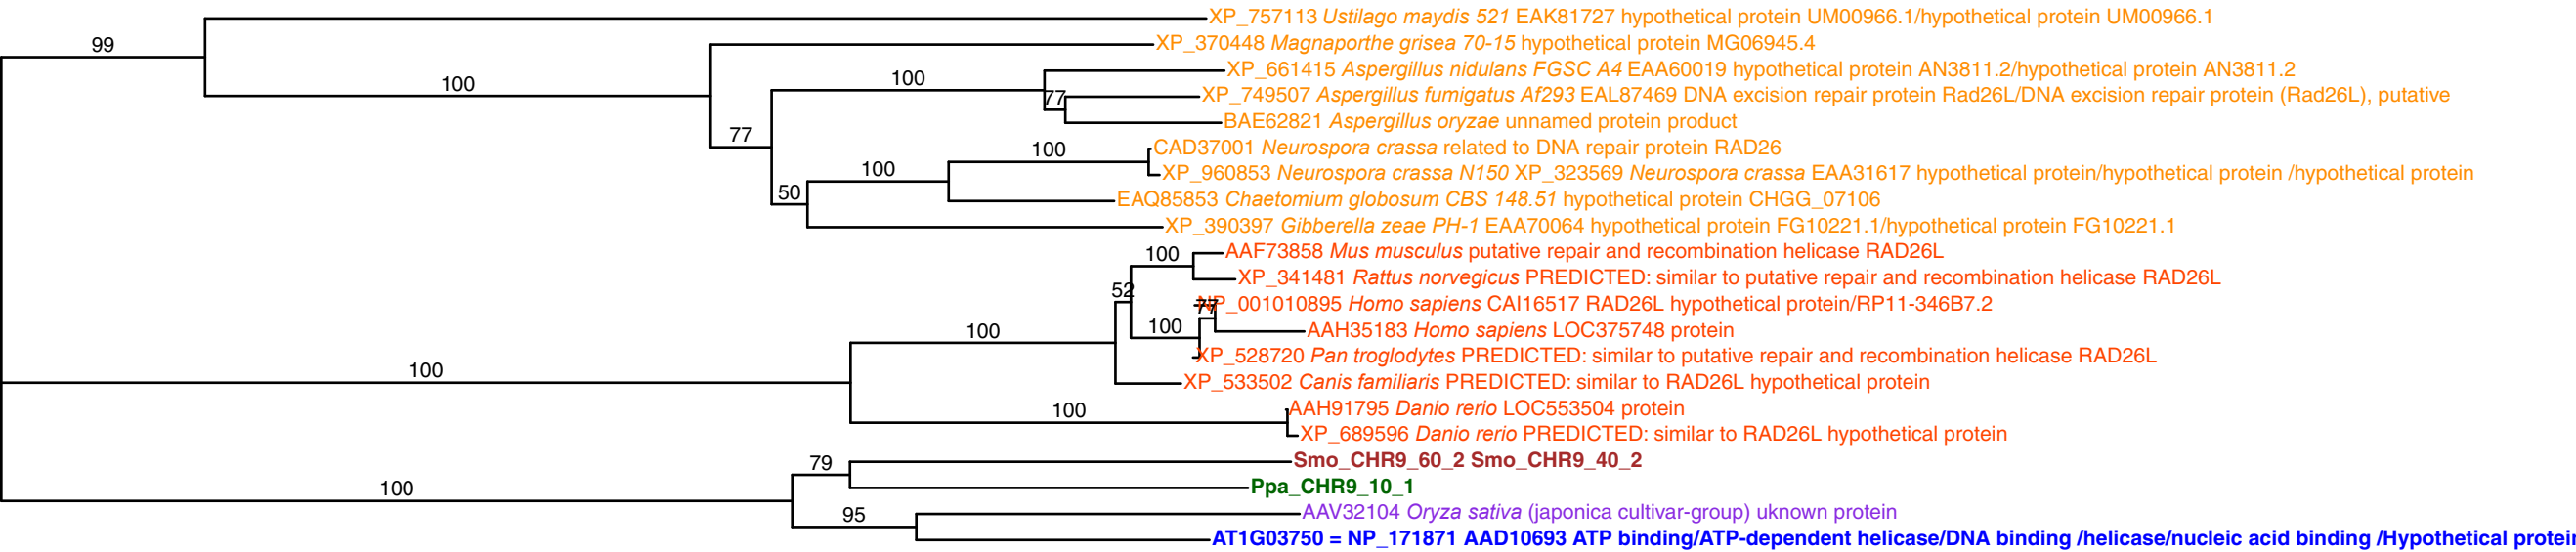 XP_757113 Ustilago maydis 521 EAK81727 hypothetical protein UM00966.1/hypothetical protein UM00966.1
99
XP_370448 Magnaporthe grisea 70-15 hypothetical protein MG06945.4
XP_661415 Aspergillus nidulans FGSC A4 EAA60019 hypothetical protein AN3811.2/hypothetical protein AN3811.2
100
100
77
XP_749507 Aspergillus fumigatus Af293 EAL87469 DNA excision repair protein Rad26L/DNA excision repair protein (Rad26L), putative
BAE62821 Aspergillus oryzae unnamed protein product
77
100
CAD37001 Neurospora crassa related to DNA repair protein RAD26
100
XP_960853 Neurospora crassa N150 XP_323569 Neurospora crassa EAA31617 hypothetical protein/hypothetical protein /hypothetical protein
50
EAQ85853 Chaetomium globosum CBS 148.51 hypothetical protein CHGG_07106
XP_390397 Gibberella zeae PH-1 EAA70064 hypothetical protein FG10221.1/hypothetical protein FG10221.1
100
AAF73858 Mus musculus putative repair and recombination helicase RAD26L
XP_341481 Rattus norvegicus PREDICTED: similar to putative repair and recombination helicase RAD26L
52
77
NP_001010895 Homo sapiens CAI16517 RAD26L hypothetical protein/RP11-346B7.2
100
100
AAH35183 Homo sapiens LOC375748 protein
XP_528720 Pan troglodytes PREDICTED: similar to putative repair and recombination helicase RAD26L
100
XP_533502 Canis familiaris PREDICTED: similar to RAD26L hypothetical protein
100
AAH91795 Danio rerio LOC553504 protein
XP_689596 Danio rerio PREDICTED: similar to RAD26L hypothetical protein
79
Smo_CHR9_60_2 Smo_CHR9_40_2
100
Ppa_CHR9_10_1
95
AAV32104 Oryza sativa (japonica cultivar-group) uknown protein
AT1G03750 = NP_171871 AAD10693 ATP binding/ATP-dependent helicase/DNA binding /helicase/nucleic acid binding /Hypothetical protein